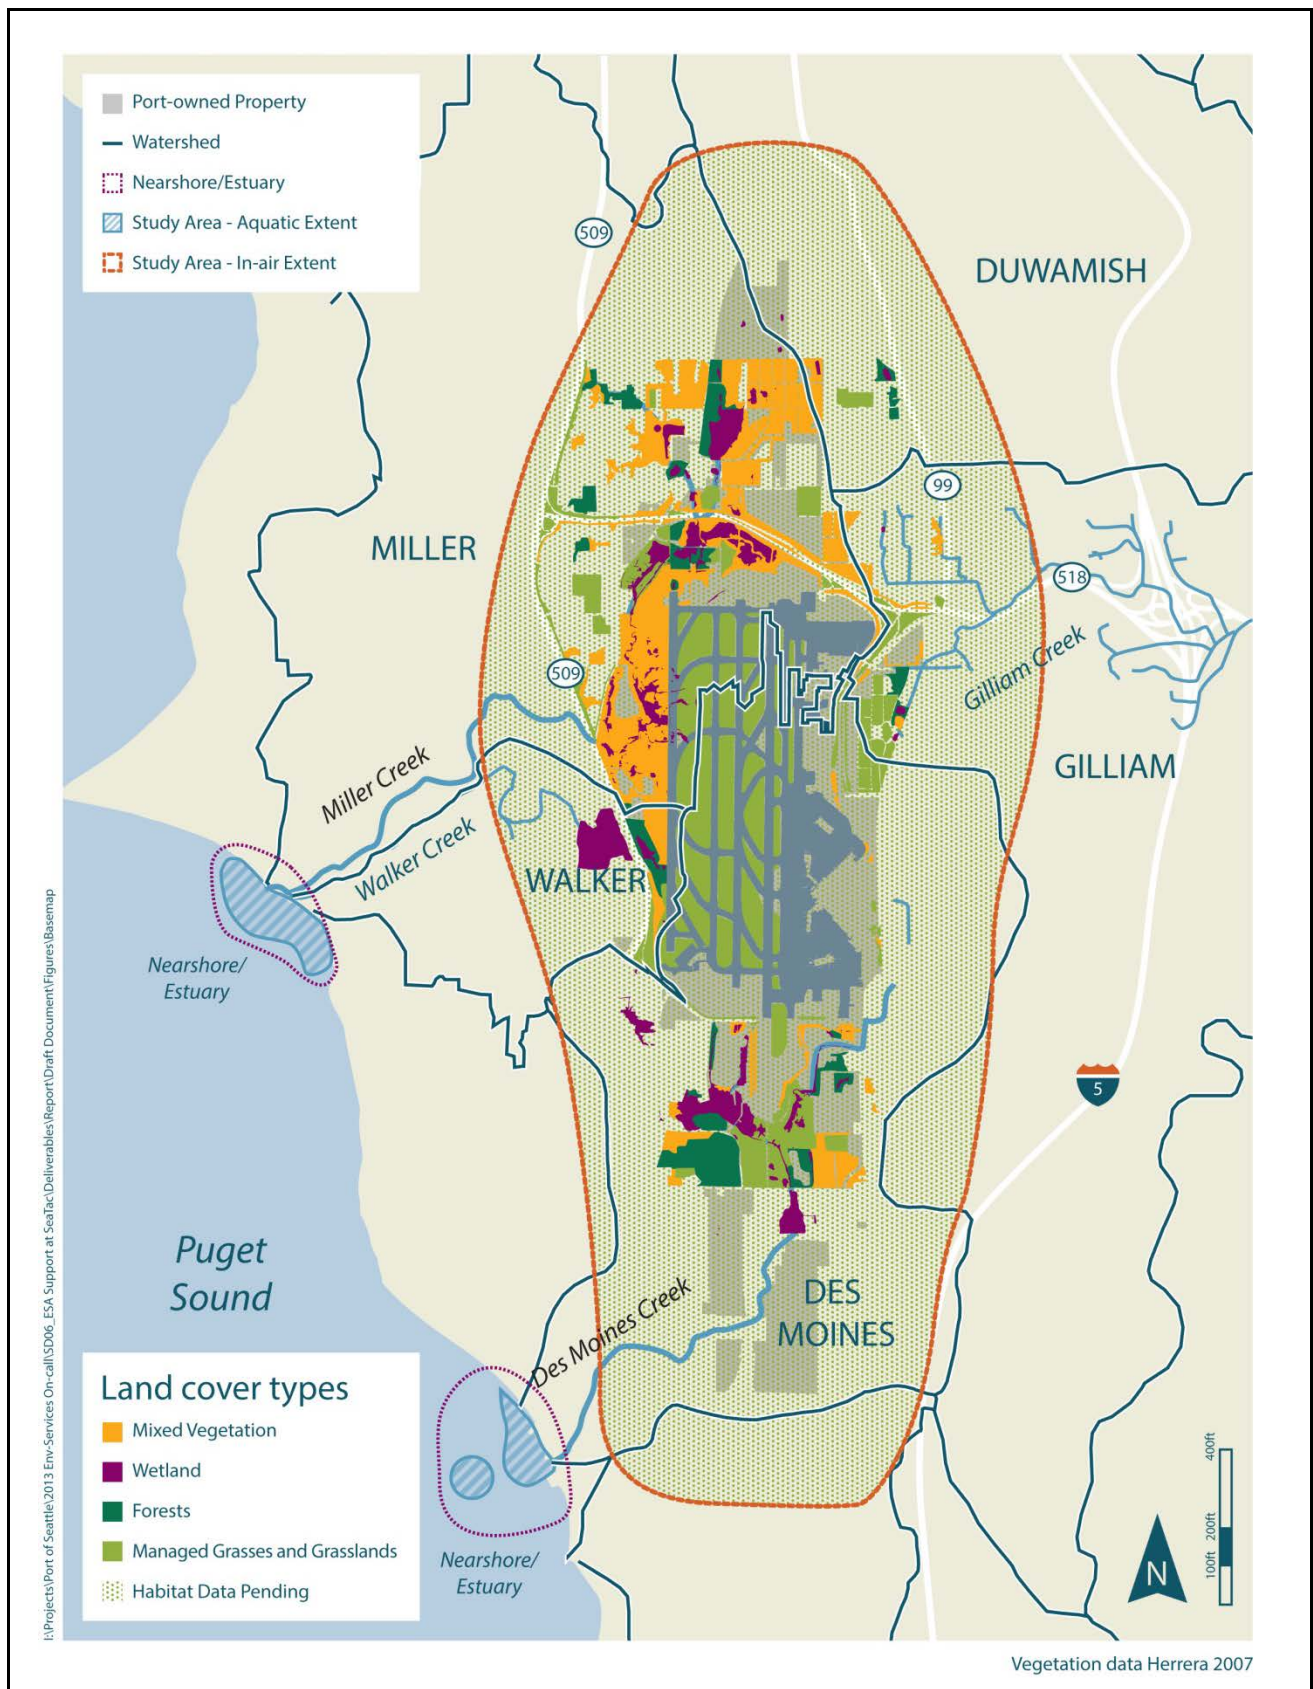 Port-owned Property
Watershed
Nearshore/Estuary
Study Area - Aquatic Extent
Study Area - In-air Extent
509
DUWAMISH
99
MILLER
518
Gilliam Creek
509
GILLIAM
Miller Creek
Walker Creek
WALKER
Nearshore/
Estuary
5
Puget
Sound
Des Moines Creek
DES
MOINES
Land cover types
Mixed Vegetation
Wetland
Forests
Managed Grasses and Grasslands
Habitat Data Pending
Nearshore/
Estuary
N
100ft 200ft 400ft
I:\Projects\Port of Seattle\2013 Env-Services On-call\SD06_ESA Support at SeaTac\Deliverables\Report\Draft Document\Figures\Basemap
Vegetation data Herrera 2007